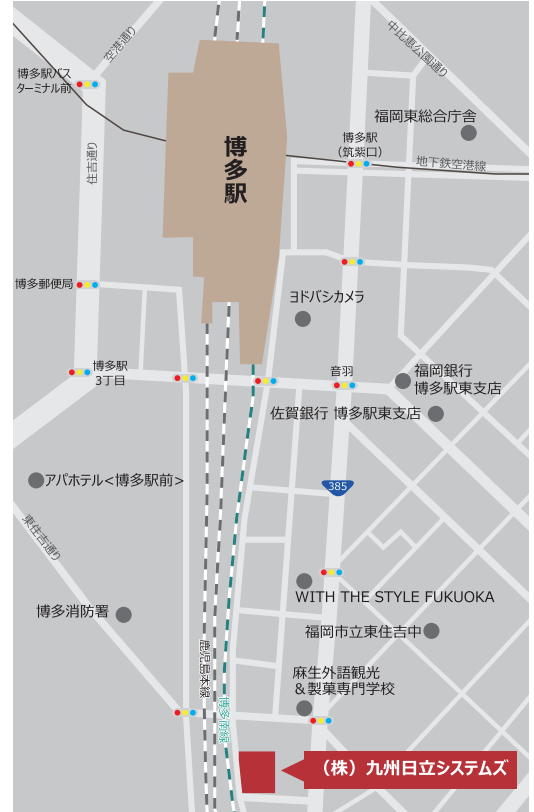 空港通り
中比恵公園通り
博多駅バス
ターミナル前
福岡東総合庁舎
博多駅
博多駅
(筑紫口)
地下鉄空港線
住吉通り
博多郵便局
ヨドバシカメラ
博多駅
3丁目
音羽
福岡銀行
博多駅東支店
佐賀銀行 博多駅東支店
アパホテル<博多駅前>
385
東住吉通り
WITH THE STYLE FUKUOKA
博多消防署
福岡市立東住吉中
鹿児島本線
麻生外語観光
&製菓専門学校
博多南線
(株)九州日立システムズ